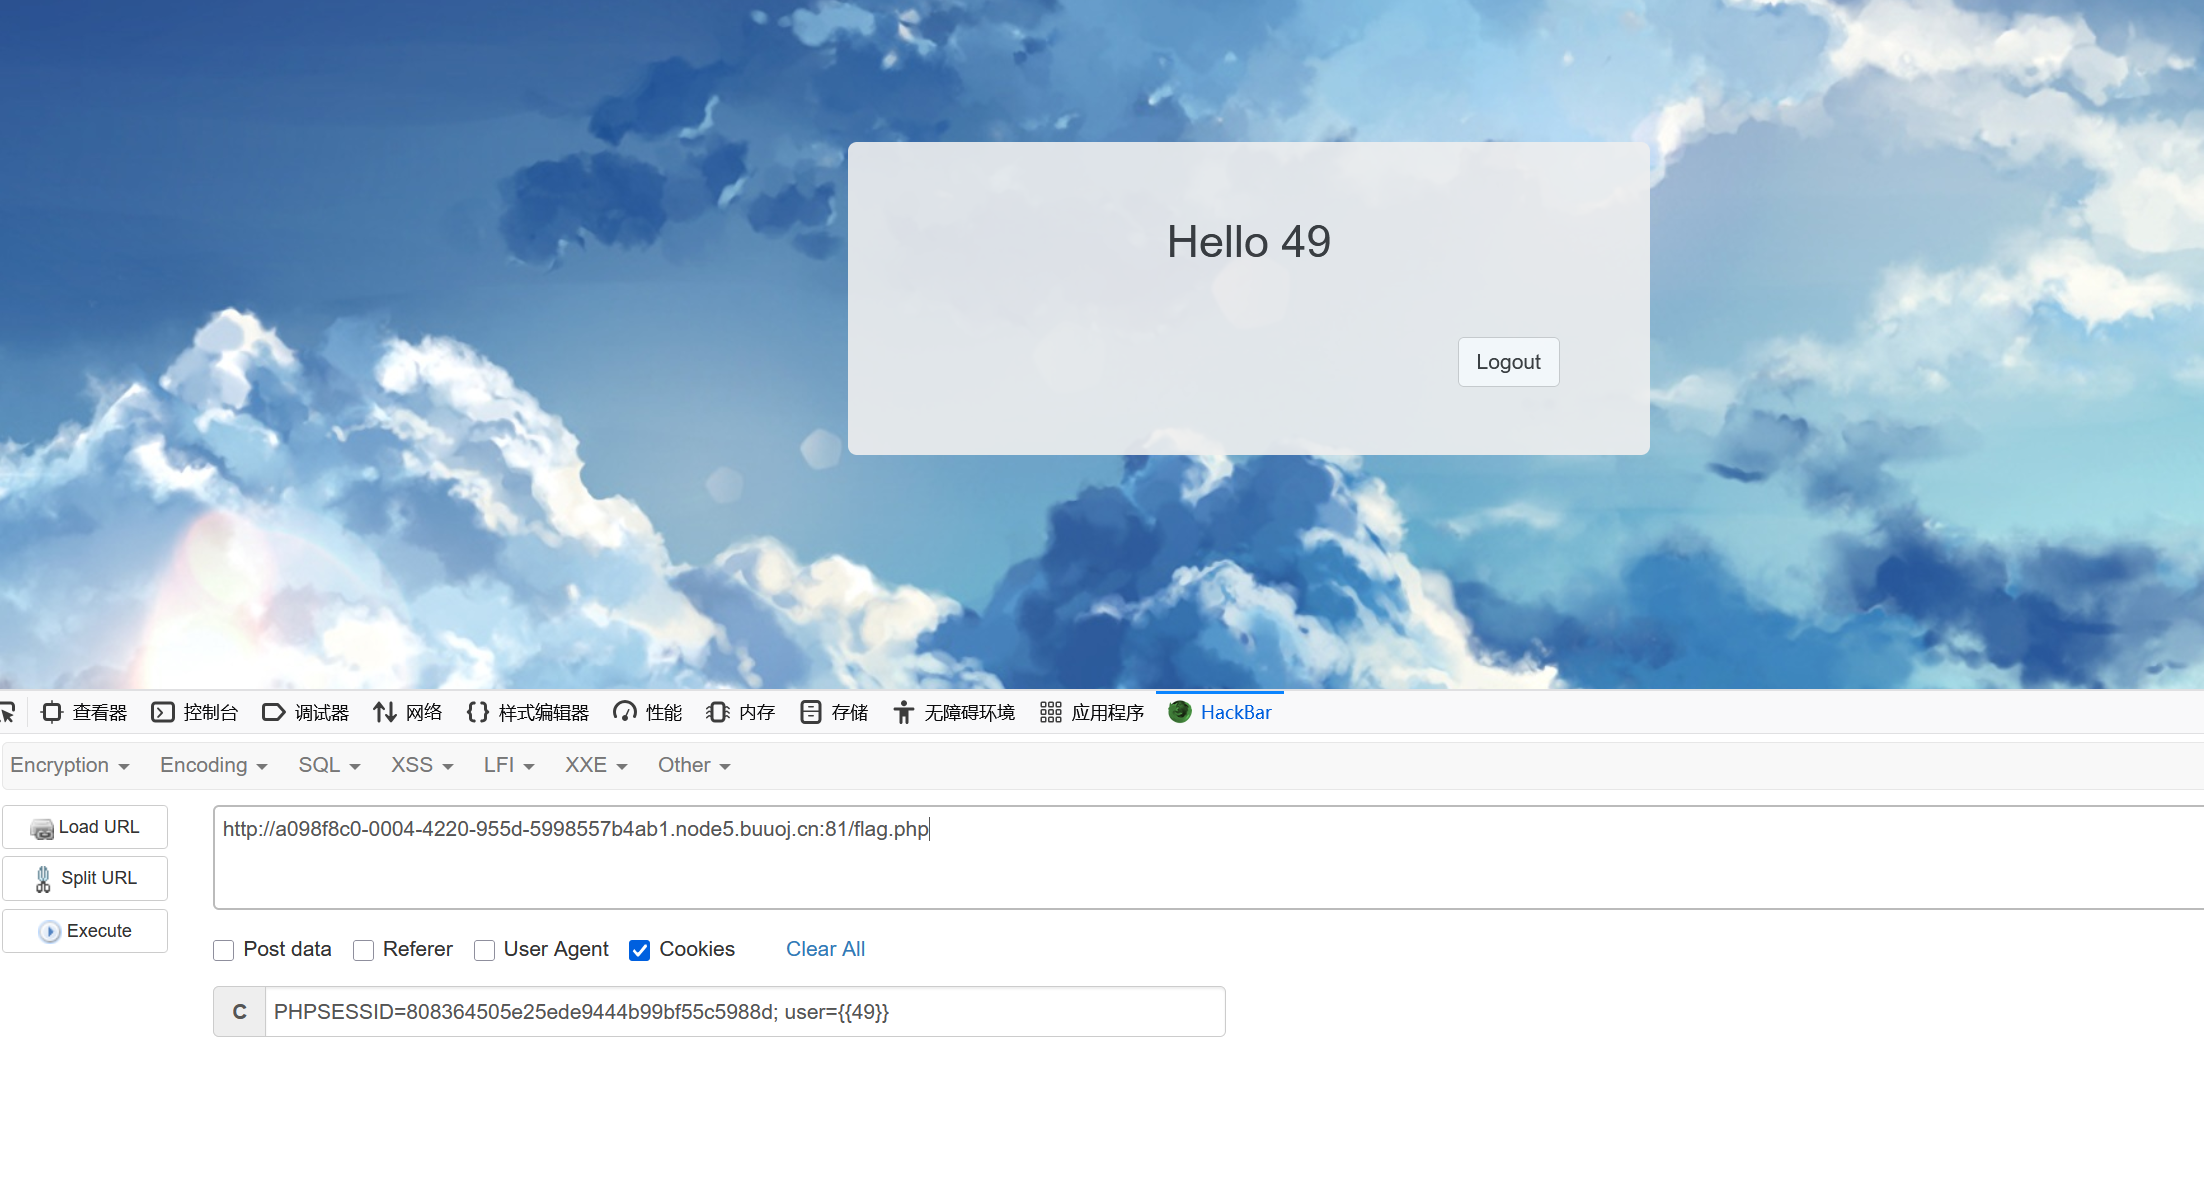 Hello 49
Logout
查看器 控制台 调试器 网络 样式编辑器 性能 内存 存储 无障碍环境 应用程序 HackBar
Encryption Encoding SQL XSS LFI XXE Other
Load URL
http://a098f8c0-0004-4220-955d-5998557b4ab1.node5.buuoj.cn:81/flag.php
Split URL
Execute
Post data Referer User Agent Cookies Clear All
C PHPSESSID=808364505e25ede9444b99bf55c5988d; user={{49}}